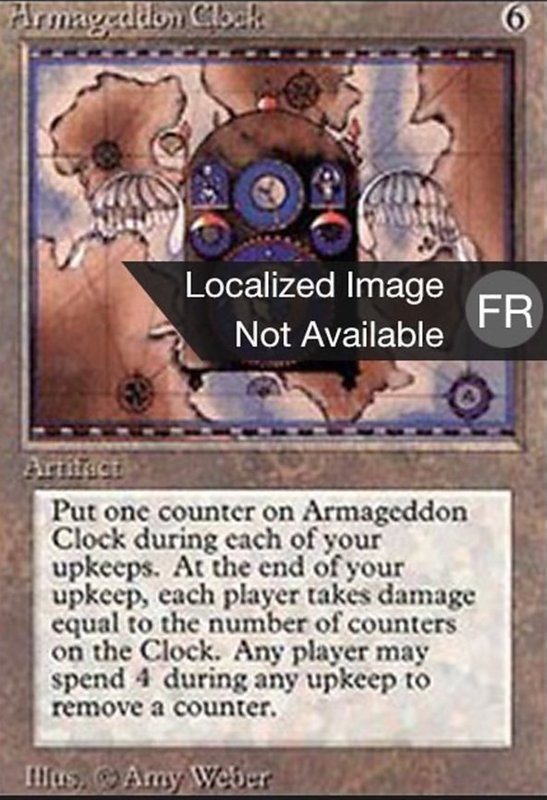 Armageddon Clock 6
Localized Image
Not Available
FR
Artifact
Put one counter on Armageddon
Clock during each of your
upkeeps. At the end of your
upkeep, each player takes damage
equal to the number of counters
on the Clock. Any player may
spend 4 during any upkeep to
remove a counter.
Illus. © Amy Weber